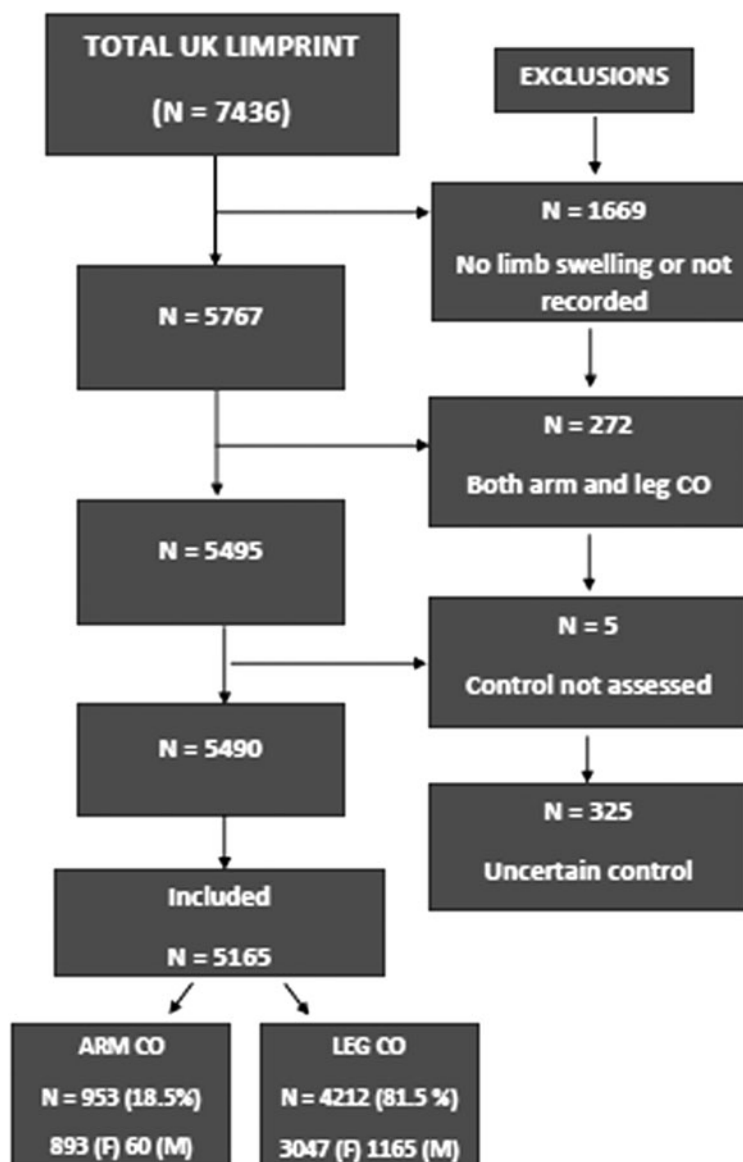 TOTAL UK LIMPRINT
(N = 7436)
EXCLUSIONS
N = 1669
No limb swelling or not
recorded
N = 5767
N = 272
Both arm and leg CO
N = 5495
N = 5
Control not assessed
N = 5490
N = 325
Uncertain control
Included
N = 5165
ARM CO
N = 953 (18.5%)
893 (F) 60 (M)
LEG CO
N = 4212 (81.5 %)
3047 (F) 1165 (M)